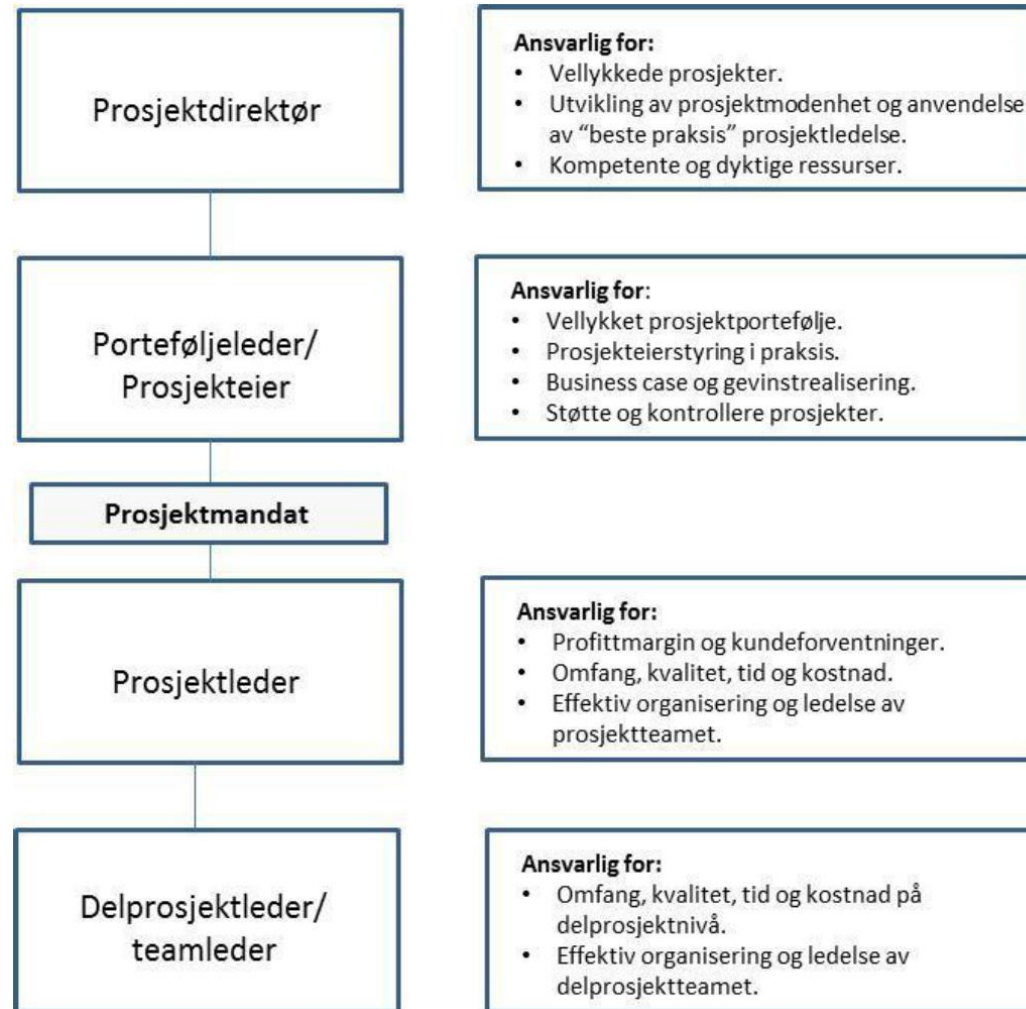 Prosjektdirektør
Ansvarlig for:
• Vellykkede prosjekter.
• Utvikling av prosjektmodenhet og anvendelse
av “beste praksis” prosjektledelse.
• Kompetente og dyktige ressurser.
Porteføljeleder/
Prosjekteier
Ansvarlig for:
• Vellykket prosjektportefølje.
• Prosjekteierstyring i praksis.
• Business case og gevinstrealisering.
• Støtte og kontrollere prosjekter.
Prosjektmandat
Prosjektleder
Ansvarlig for:
• Profittmargin og kundeforventninger.
• Omfang, kvalitet, tid og kostnad.
• Effektiv organisering og ledelse av
prosjektteamet.
Delprosjektleder/
teamleder
Ansvarlig for:
• Omfang, kvalitet, tid og kostnad på
delprosjektnivå.
• Effektiv organisering og ledelse av
delprosjektteamet.